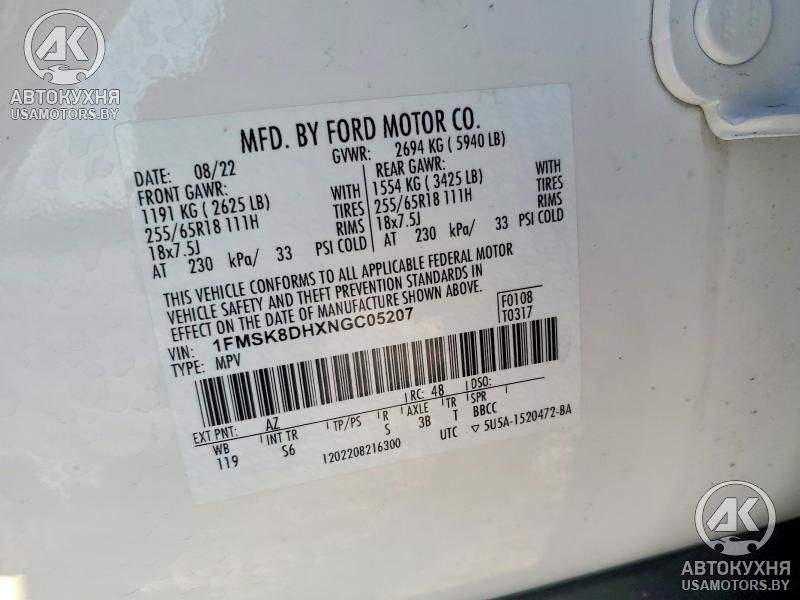 AK
АВТОКУХНЯ
USAMOTORS.BY
MFD. BY FORD MOTOR CO.
DATE: 08/22 GVWR: 2694 KG ( 5940 LB)
FRONT GAWR: REAR GAWR:
1191 KG ( 2625 LB) WITH 1554 KG ( 3425 LB) WITH
255/65R18 111H TIRES 255/65R18 111H TIRES
18x7.5J RIMS 18x7.5J RIMS
AT 230 kPa/ 33 PSI COLD AT 230 kPa/ 33 PSI COLD
THIS VEHICLE CONFORMS TO ALL APPLICABLE FEDERAL MOTOR
VEHICLE SAFETY AND THEFT PREVENTION STANDARDS IN
EFFECT ON THE DATE OF MANUFACTURE SHOWN ABOVE.
VIN: 1FMSK8DHXNGC05207 F0108
TYPE: MPV T0317
EXT PNT: AZ RC: 48 DSO:
WB INT TR TP/PS R AXLE TR SPR
119 S6 S 3B T BBCC
1202208216300 UTC ▽ 5U5A-1520472-BA
AK
АВТОКУХНЯ
USAMOTORS.BY